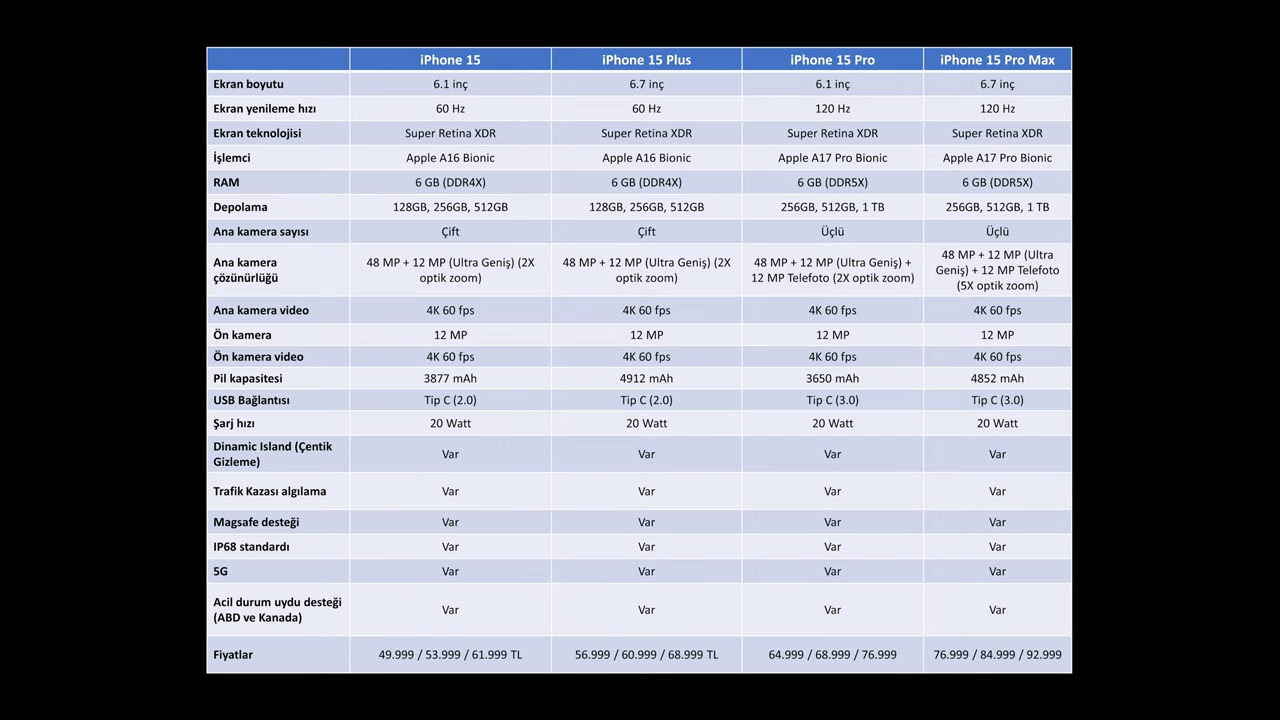 iPhone 15 iPhone 15 Plus iPhone 15 Pro iPhone 15 Pro Max
Ekran boyutu 6.1 inç 6.7 inç 6.1 inç 6.7 inç
Ekran yenileme hızı 60 Hz 60 Hz 120 Hz 120 Hz
Ekran teknolojisi Super Retina XDR Super Retina XDR Super Retina XDR Super Retina XDR
İşlemci Apple A16 Bionic Apple A16 Bionic Apple A17 Pro Bionic Apple A17 Pro Bionic
RAM 6 GB (DDR4X) 6 GB (DDR4X) 6 GB (DDR5X) 6 GB (DDR5X)
Depolama 128GB, 256GB, 512GB 128GB, 256GB, 512GB 256GB, 512GB, 1 TB 256GB, 512GB, 1 TB
Ana kamera sayısı Çift Çift Üçlü Üçlü
Ana kamera
çözünürlüğü
48 MP + 12 MP (Ultra Geniş) (2X
optik zoom)
48 MP + 12 MP (Ultra Geniş) (2X
optik zoom)
48 MP + 12 MP (Ultra Geniş) +
12 MP Telefoto (2X optik zoom)
48 MP + 12 MP (Ultra
Geniş) + 12 MP Telefoto
(5X optik zoom)
Ana kamera video 4K 60 fps 4K 60 fps 4K 60 fps 4K 60 fps
Ön kamera 12 MP 12 MP 12 MP 12 MP
Ön kamera video 4K 60 fps 4K 60 fps 4K 60 fps 4K 60 fps
Pil kapasitesi 3877 mAh 4912 mAh 3650 mAh 4852 mAh
USB Bağlantısı Tip C (2.0) Tip C (2.0) Tip C (3.0) Tip C (3.0)
Şarj hızı 20 Watt 20 Watt 20 Watt 20 Watt
Dinamic Island (Çentik
Gizleme)
Var Var Var Var
Trafik Kazası algılama Var Var Var Var
Magsafe desteği Var Var Var Var
IP68 standardı Var Var Var Var
5G Var Var Var Var
Acil durum uydu desteği
(ABD ve Kanada)
Var Var Var Var
Fiyatlar 49.999 / 53.999 / 61.999 TL 56.999 / 60.999 / 68.999 TL 64.999 / 68.999 / 76.999 76.999 / 84.999 / 92.999